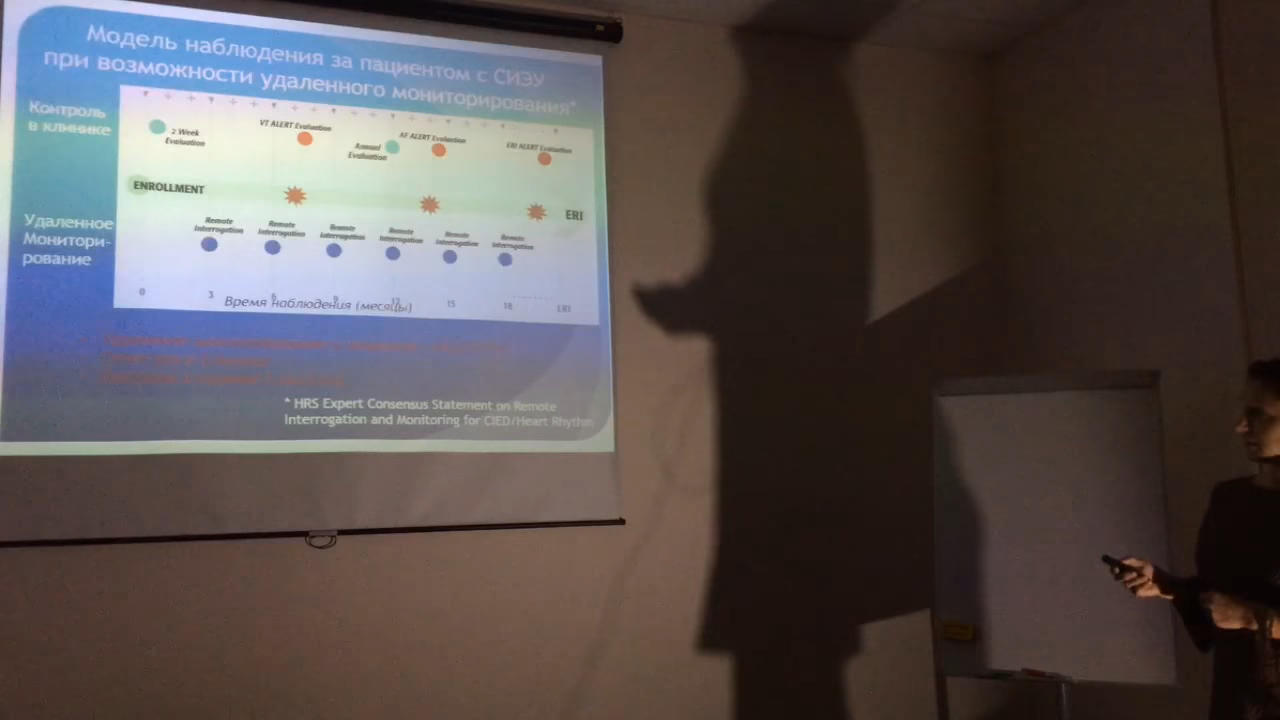 Модель наблюдения за пациентом с СИЭУ
при возможности удаленного мониторирования*
Контроль
в клинике
2 Week
Evaluation
VT ALERT Evaluation
Annual
Evaluation
AF ALERT Evaluation
ERI ALERT Evaluation
ENROLLMENT
ERI
Удаленное
Монитори-
рование
Remote
Interrogation
Remote
Interrogation
Remote
Interrogation
Remote
Interrogation
Remote
Interrogation
Remote
Interrogation
0 3 6 9 12 15 18 ERI
Время наблюдения (месяцы)
* HRS Expert Consensus Statement on Remote
Interrogation and Monitoring for CIED/Heart Rhythm